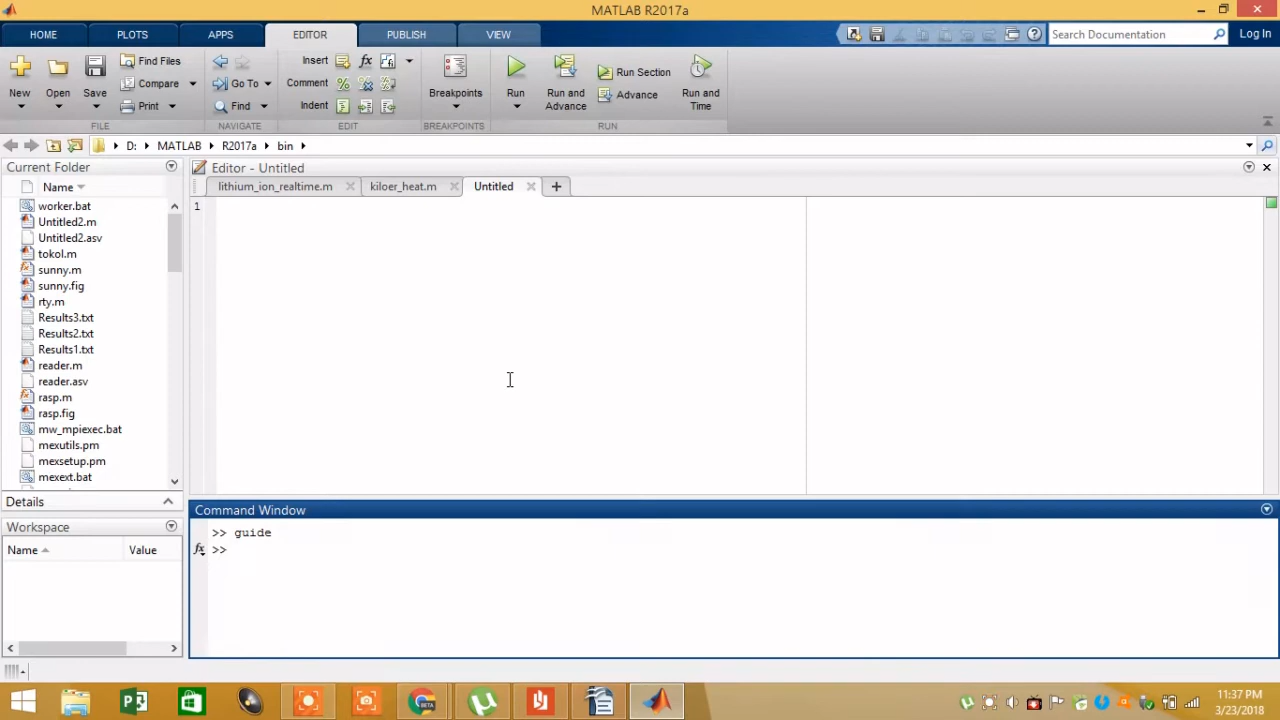 MATLAB R2017a
HOME PLOTS APPS EDITOR PUBLISH VIEW Search Documentation Log In
New Open Save Find Files Compare Print
Go To Find
Insert Comment Indent
Breakpoints
Run Run and Advance Run Section Advance Run and Time
FILE NAVIGATE EDIT BREAKPOINTS RUN
D: MATLAB R2017a bin
Current Folder
Name
worker.bat
Untitled2.m
Untitled2.asv
tokol.m
sunny.m
sunny.fig
rty.m
Results3.txt
Results2.txt
Results1.txt
reader.m
reader.asv
rasp.m
rasp.fig
mw_mpiexec.bat
mexutils.pm
mexsetup.pm
mexext.bat
Details
Workspace
Name Value
Editor - Untitled
lithium_ion_realtime.m kiloer_heat.m Untitled
1
Command Window
>> guide
fx >>
11:37 PM
3/23/2018